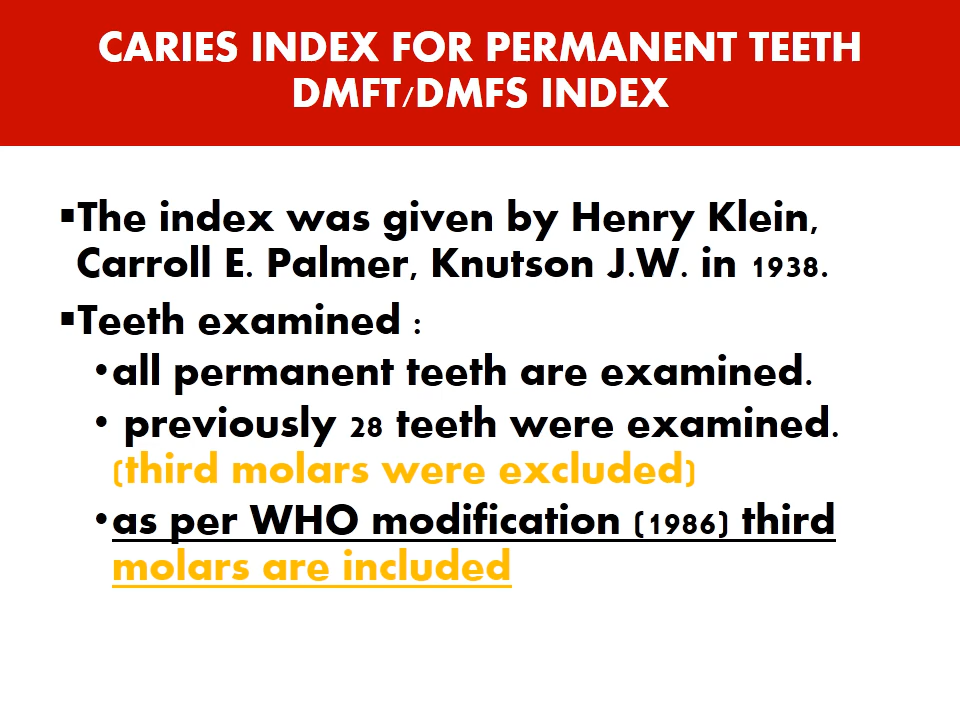 CARIES INDEX FOR PERMANENT TEETH
DMFT/DMFS INDEX
▪The index was given by Henry Klein,
Carroll E. Palmer, Knutson J.W. in 1938.
▪Teeth examined :
•all permanent teeth are examined.
• previously 28 teeth were examined.
(third molars were excluded)
•as per WHO modification (1986) third
molars are included